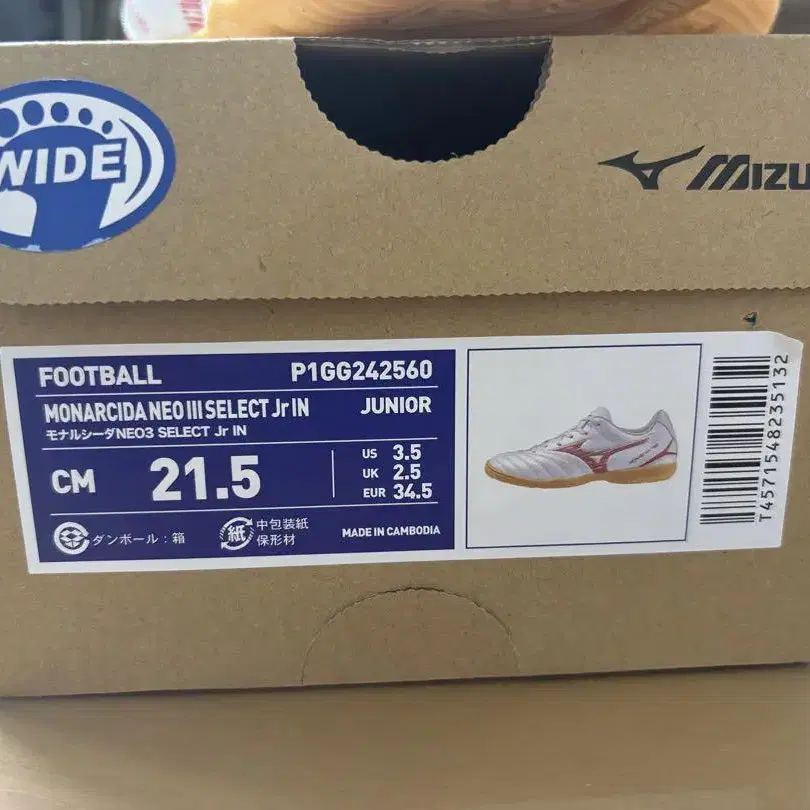 WIDE
MIZU
FOOTBALL P1GG242560
MONARCIDA NEO III SELECT Jr IN JUNIOR
モナルシーダNEO3 SELECT Jr IN
CM 21.5
US 3.5
UK 2.5
EUR 34.5
ダンボール：箱
紙 中包装紙
保形材
MADE IN CAMBODIA
T4571548235132